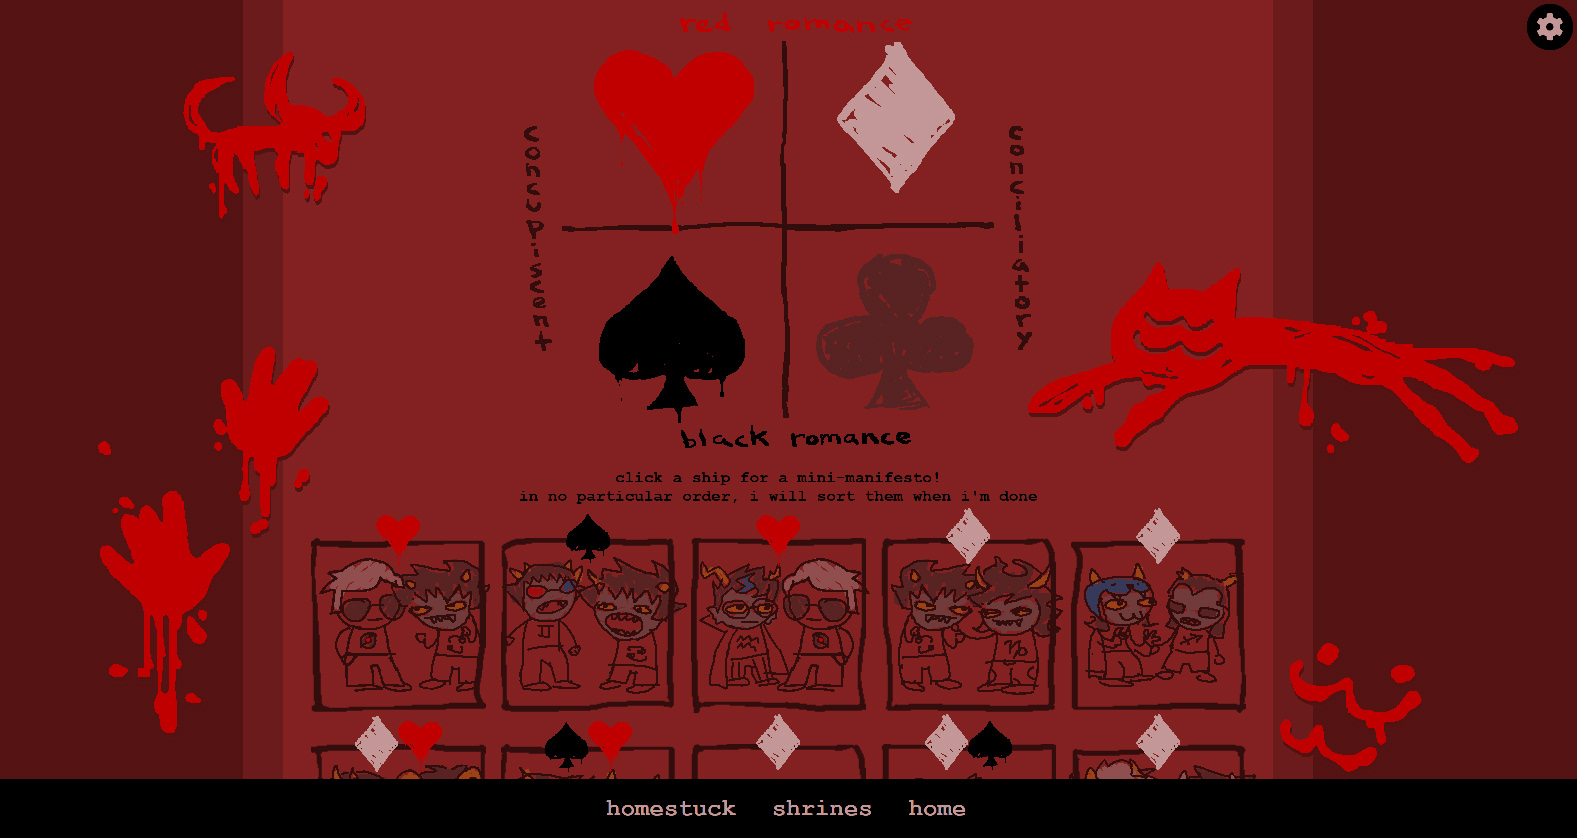 red romance
concupiscent
conciliatory
black romance
click a ship for a mini-manifesto!
in no particular order, i will sort them when i'm done
homestuck shrines home